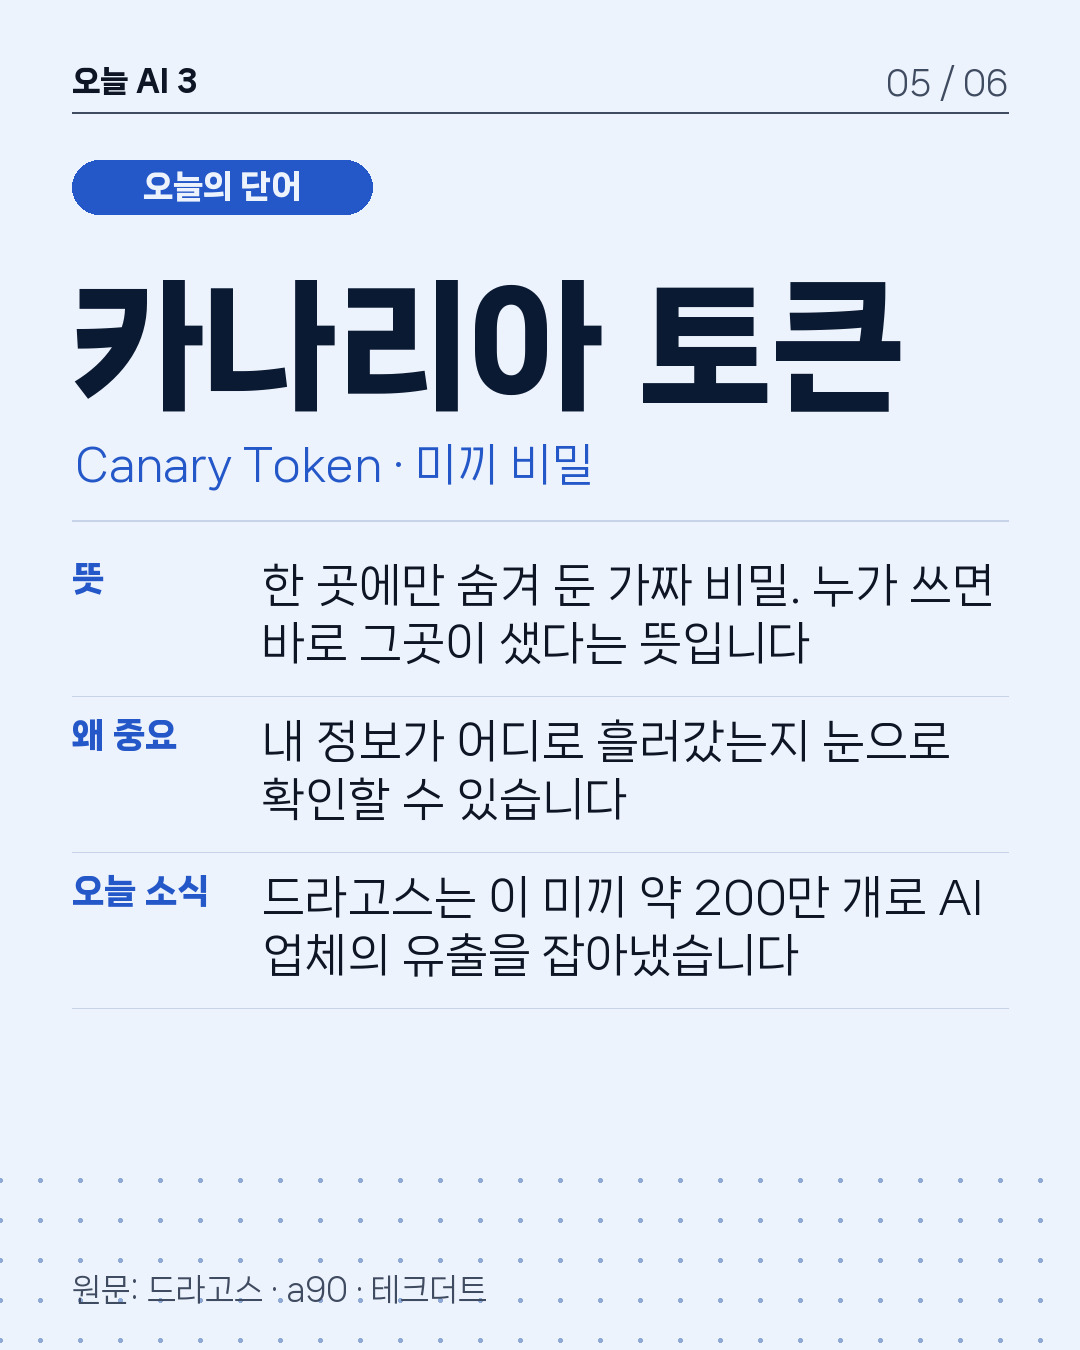 오늘 AI 3
05 / 06
오늘의 단어
카나리아 토큰
Canary Token · 미끼 비밀
뜻
한 곳에만 숨겨 둔 가짜 비밀. 누가 쓰면
바로 그곳이 샜다는 뜻입니다
왜 중요
내 정보가 어디로 흘러갔는지 눈으로
확인할 수 있습니다
오늘 소식
드라고스는 이 미끼 약 200만 개로 AI
업체의 유출을 잡아냈습니다
원문: 드라고스 · a90 · 테크더트